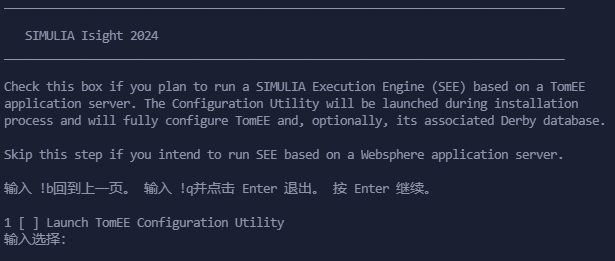 SIMULIA Isight 2024
Check this box if you plan to run a SIMULIA Execution Engine (SEE) based on a TomEE
application server. The Configuration Utility will be launched during installation
process and will fully configure TomEE and, optionally, its associated Derby database.
Skip this step if you intend to run SEE based on a Websphere application server.
输入 !b回到上一页。 输入 !q并点击 Enter 退出。 按 Enter 继续。
1 [ ] Launch TomEE Configuration Utility
输入选择: